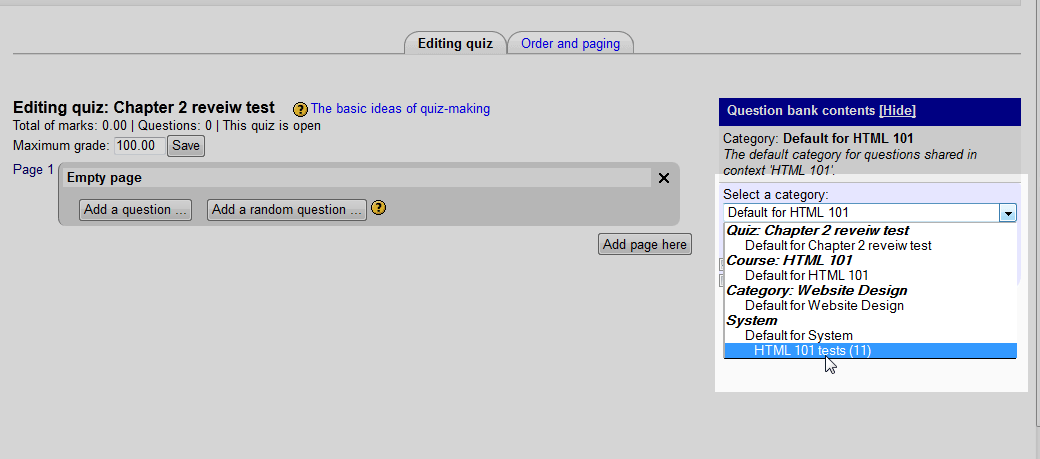 Editing quiz
Order and paging
Editing quiz: Chapter 2 reveiw test
The basic ideas of quiz-making
Total of marks: 0.00 | Questions: 0 | This quiz is open
Maximum grade: 100.00 Save
Page 1
Empty page
Add a question ...
Add a random question ...
Add page here
Question bank contents [Hide]
Category: Default for HTML 101
The default category for questions shared in
context 'HTML 101'.
Select a category:
Default for HTML 101
Quiz: Chapter 2 reveiw test
Default for Chapter 2 reveiw test
Course: HTML 101
Default for HTML 101
Category: Website Design
Default for Website Design
System
Default for System
HTML 101 tests (11)